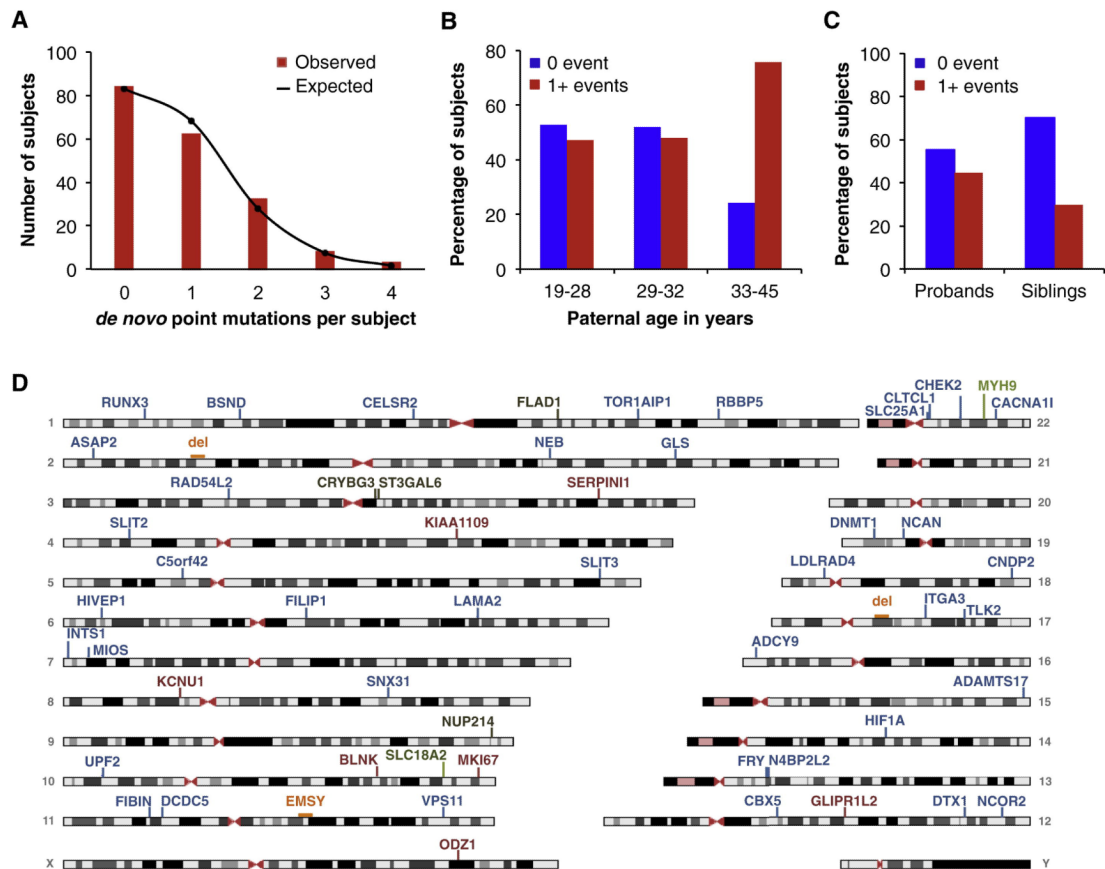 A
B
C
100
80
60
40
20
0
Number of subjects
Observed
Expected
0 1 2 3 4
de novo point mutations per subject
80
60
40
20
0
Percentage of subjects
0 event
1+ events
19-28 29-32 33-45
Paternal age in years
100
80
60
40
20
0
Percentage of subjects
0 event
1+ events
Probands Siblings
D
RUNX3 BSND CELSR2 FLAD1 TOR1AIP1 RBBP5
SLC25A1 CLTCL1 CHEK2 MYH9 CACNA1I
1 22
ASAP2 del NEB GLS
2 21
RAD54L2 CRYBG3 ST3GAL6 SERPINI1
3 20
SLIT2 KIAA1109 DNMT1 NCAN
4 19
C5orf42 SLIT3 LDLRAD4 CNDP2
5 18
HIVEP1 FILIP1 LAMA2 del ITGA3 TLK2
6 17
INTS1 MIOS ADCY9
7 16
KCNU1 SNX31 ADAMTS17
8 15
NUP214 HIF1A
9 14
UPF2 BLNK SLC18A2 MKI67 FRY N4BP2L2
10 13
FIBIN DCDC5 EMSY VPS11 CBX5 GLIPR1L2 DTX1 NCOR2
11 12
ODZ1
X Y